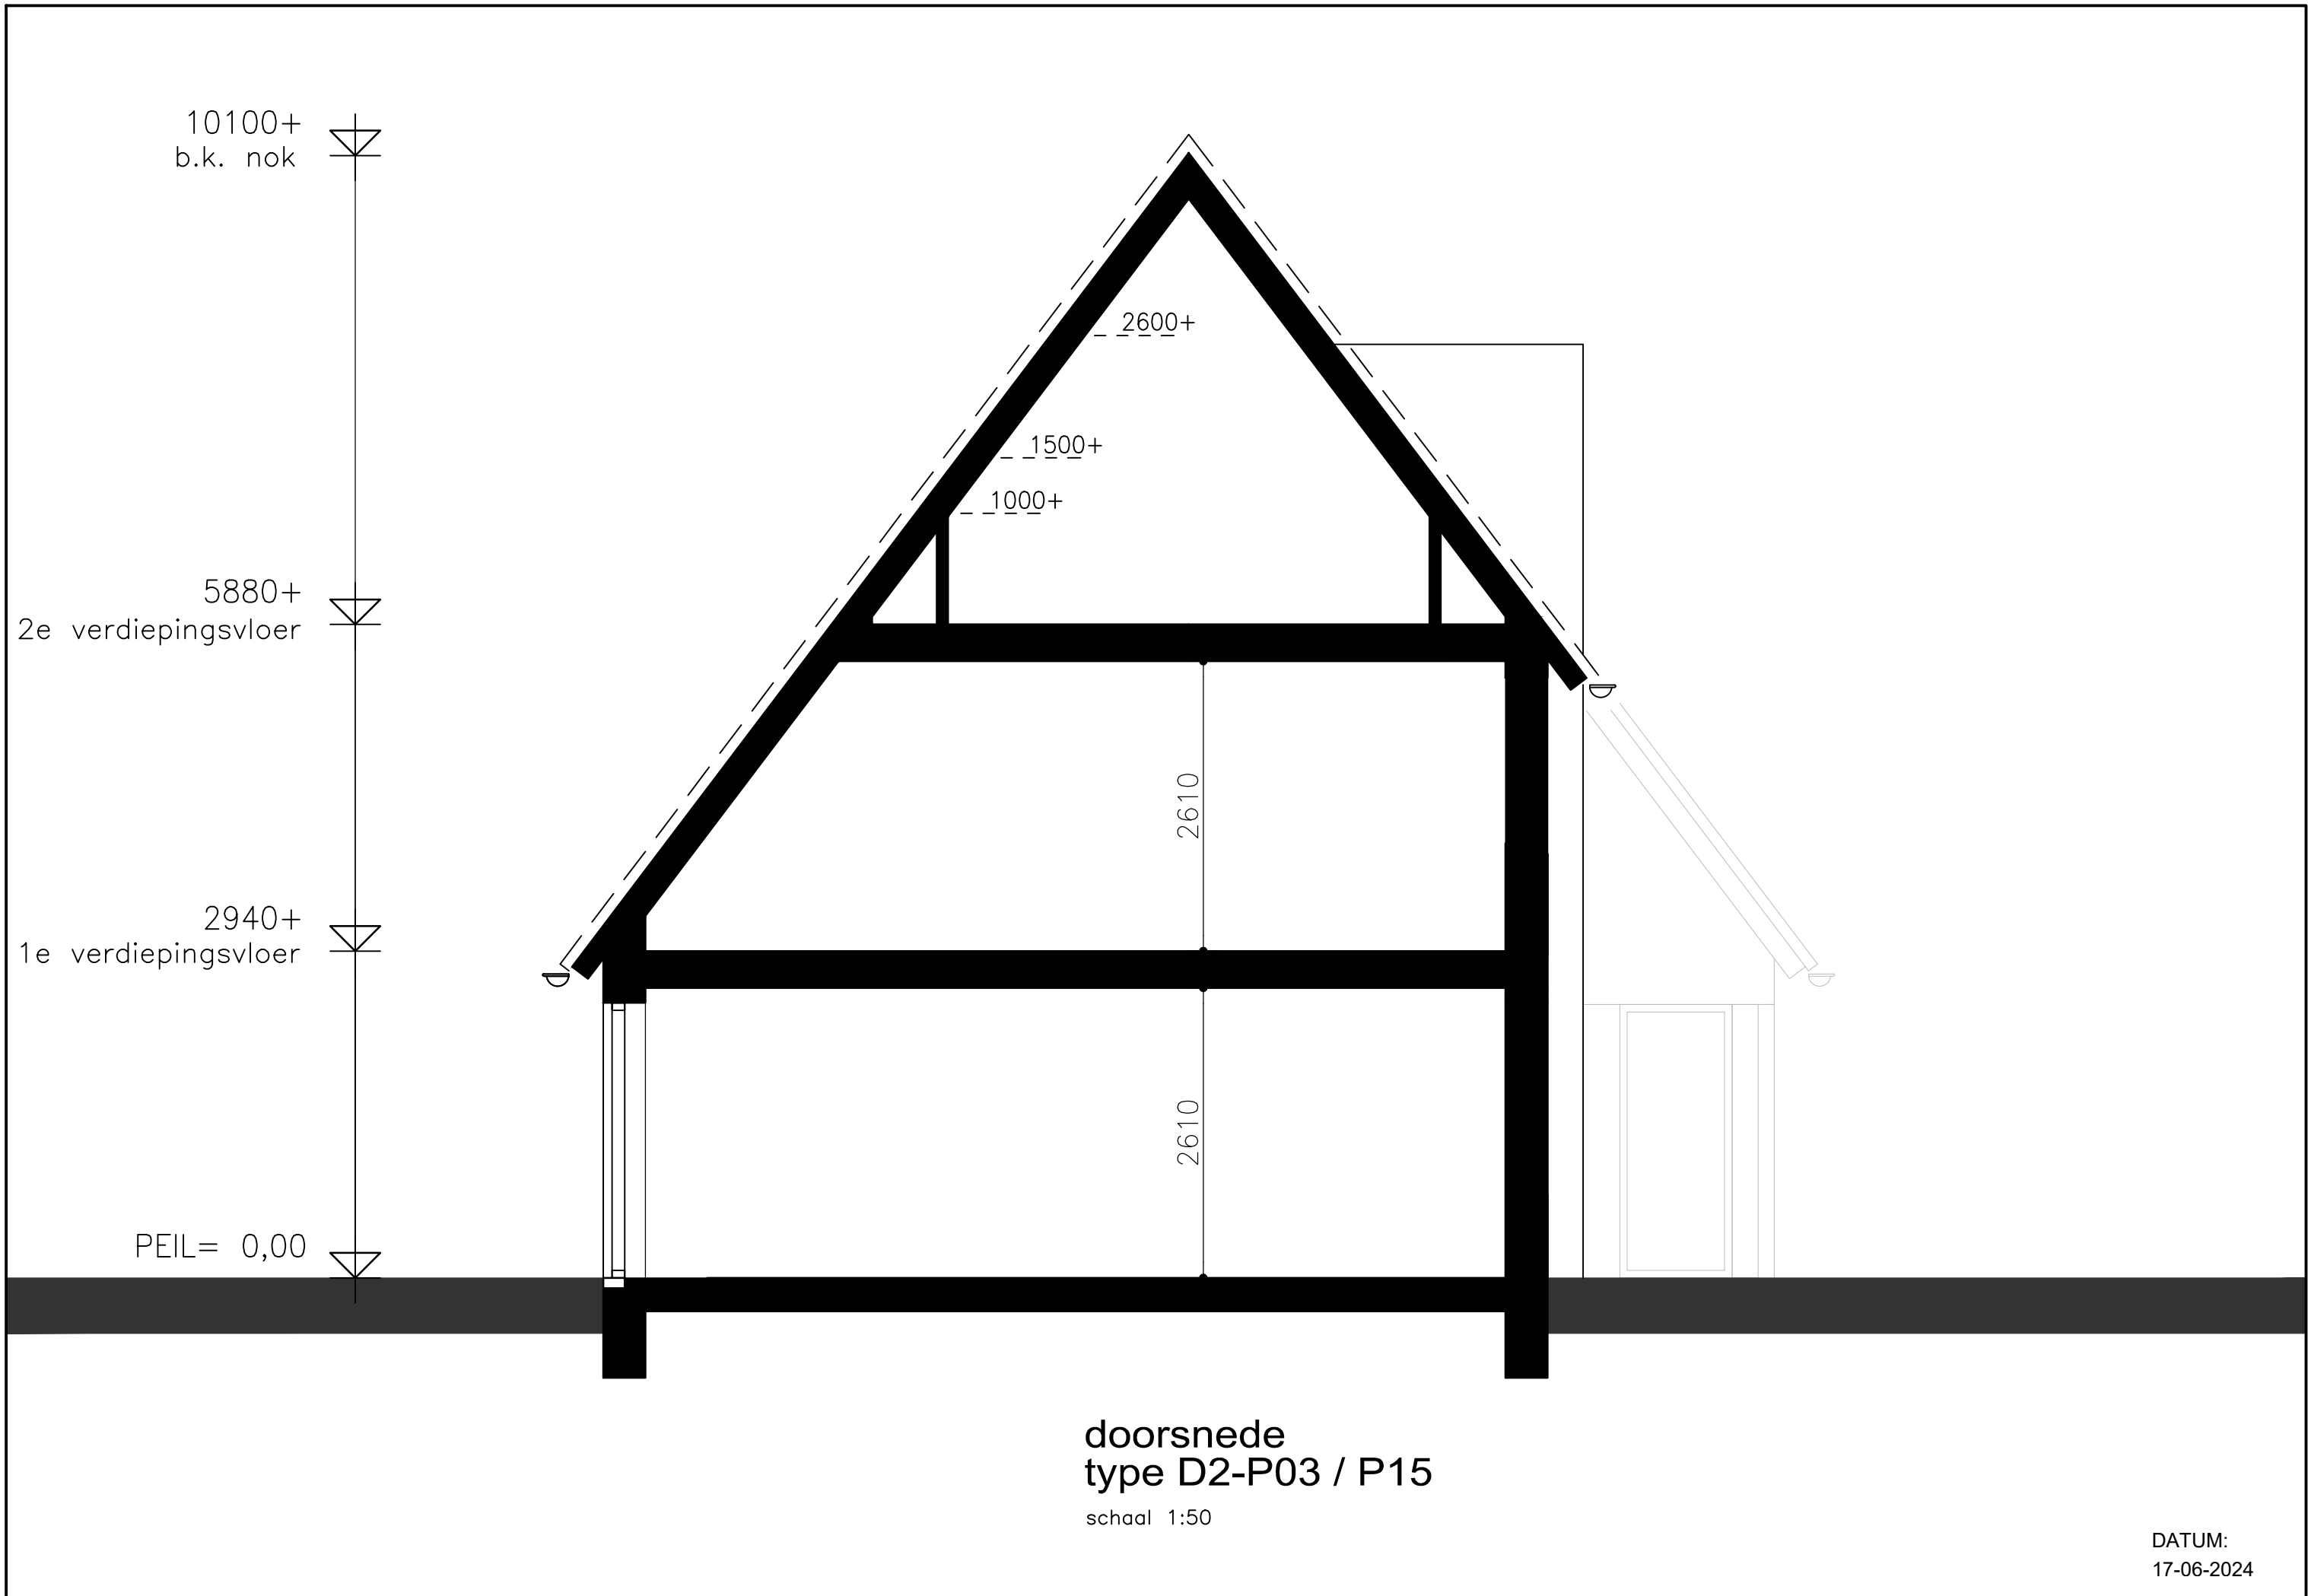 10100+
b.k. nok
2600+
1500+
1000+
5880+
2e verdiepingsvloer
2610
2940+
1e verdiepingsvloer
2610
PEIL= 0,00
doorsnede
type D2-P03 / P15
schaal 1:50
DATUM:
17-06-2024